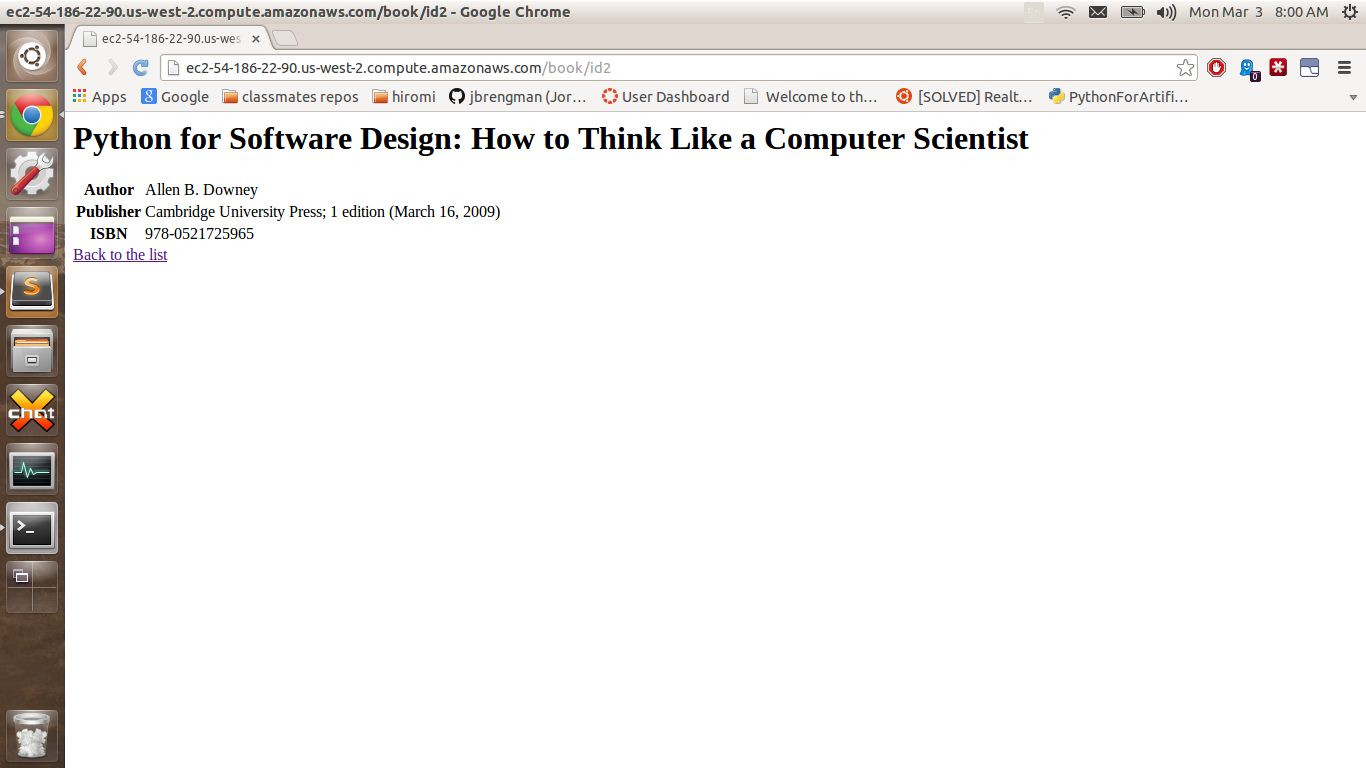 ec2-54-186-22-90.us-west-2.compute.amazonaws.com/book/id2 - Google Chrome
En
Mon Mar 3 8:00 AM
ec2-54-186-22-90.us-wes
ec2-54-186-22-90.us-west-2.compute.amazonaws.com/book/id2
0
Apps Google classmates repos hiromi jbrengman (Jor... User Dashboard Welcome to th... [SOLVED] Realt... PythonForArtifi...
Python for Software Design: How to Think Like a Computer Scientist
Author Allen B. Downey
Publisher Cambridge University Press; 1 edition (March 16, 2009)
ISBN 978-0521725965
Back to the list
S
chat
>_